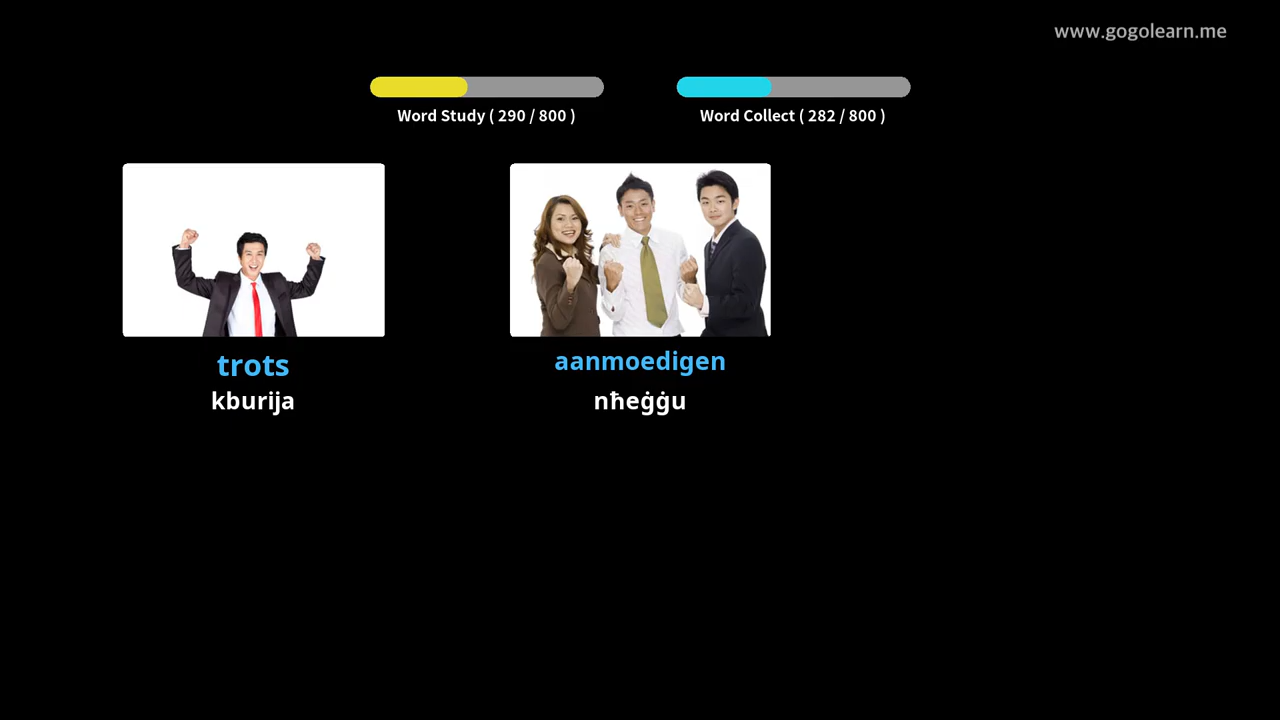 www.gogolearn.me
Word Study ( 290 / 800 )
Word Collect ( 282 / 800 )
trots
aanmoedigen
kburija
nħeġġu